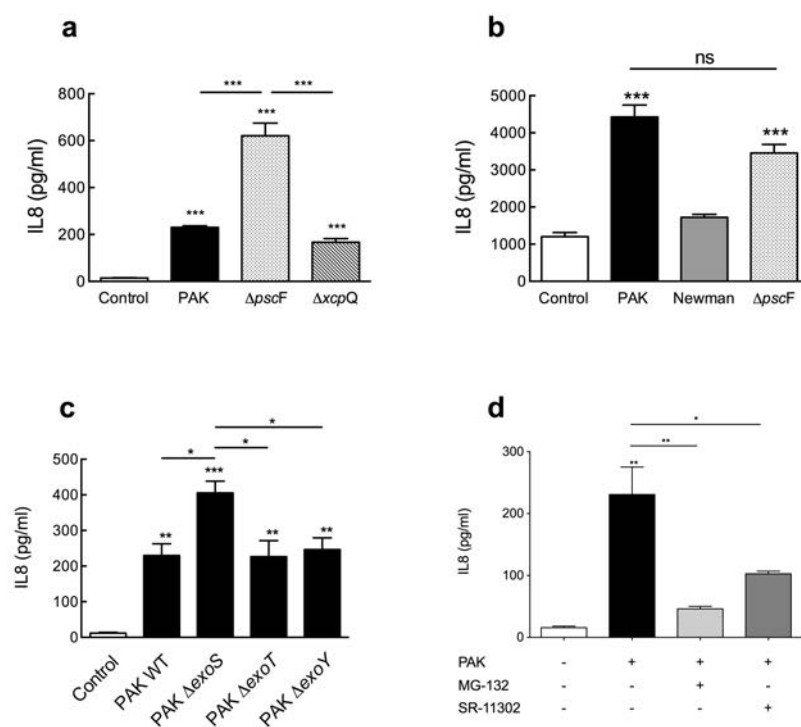 a
*** ***
***
***
***
800
600
400
200
0
IL8 (pg/ml)
Control PAK ΔpscF ΔxcpQ
b
ns
***
***
5000
4000
3000
2000
1000
0
IL8 (pg/ml)
Control PAK Newman ΔpscF
c
*
* *
***
** ** **
500
400
300
200
100
0
IL8 (pg/ml)
Control PAK WT PAK ΔexoS PAK ΔexoT PAK ΔexoY
d
*
**
**
300
200
100
0
IL8 (pg/ml)
PAK - + + +
MG-132 - - + -
SR-11302 - - - +